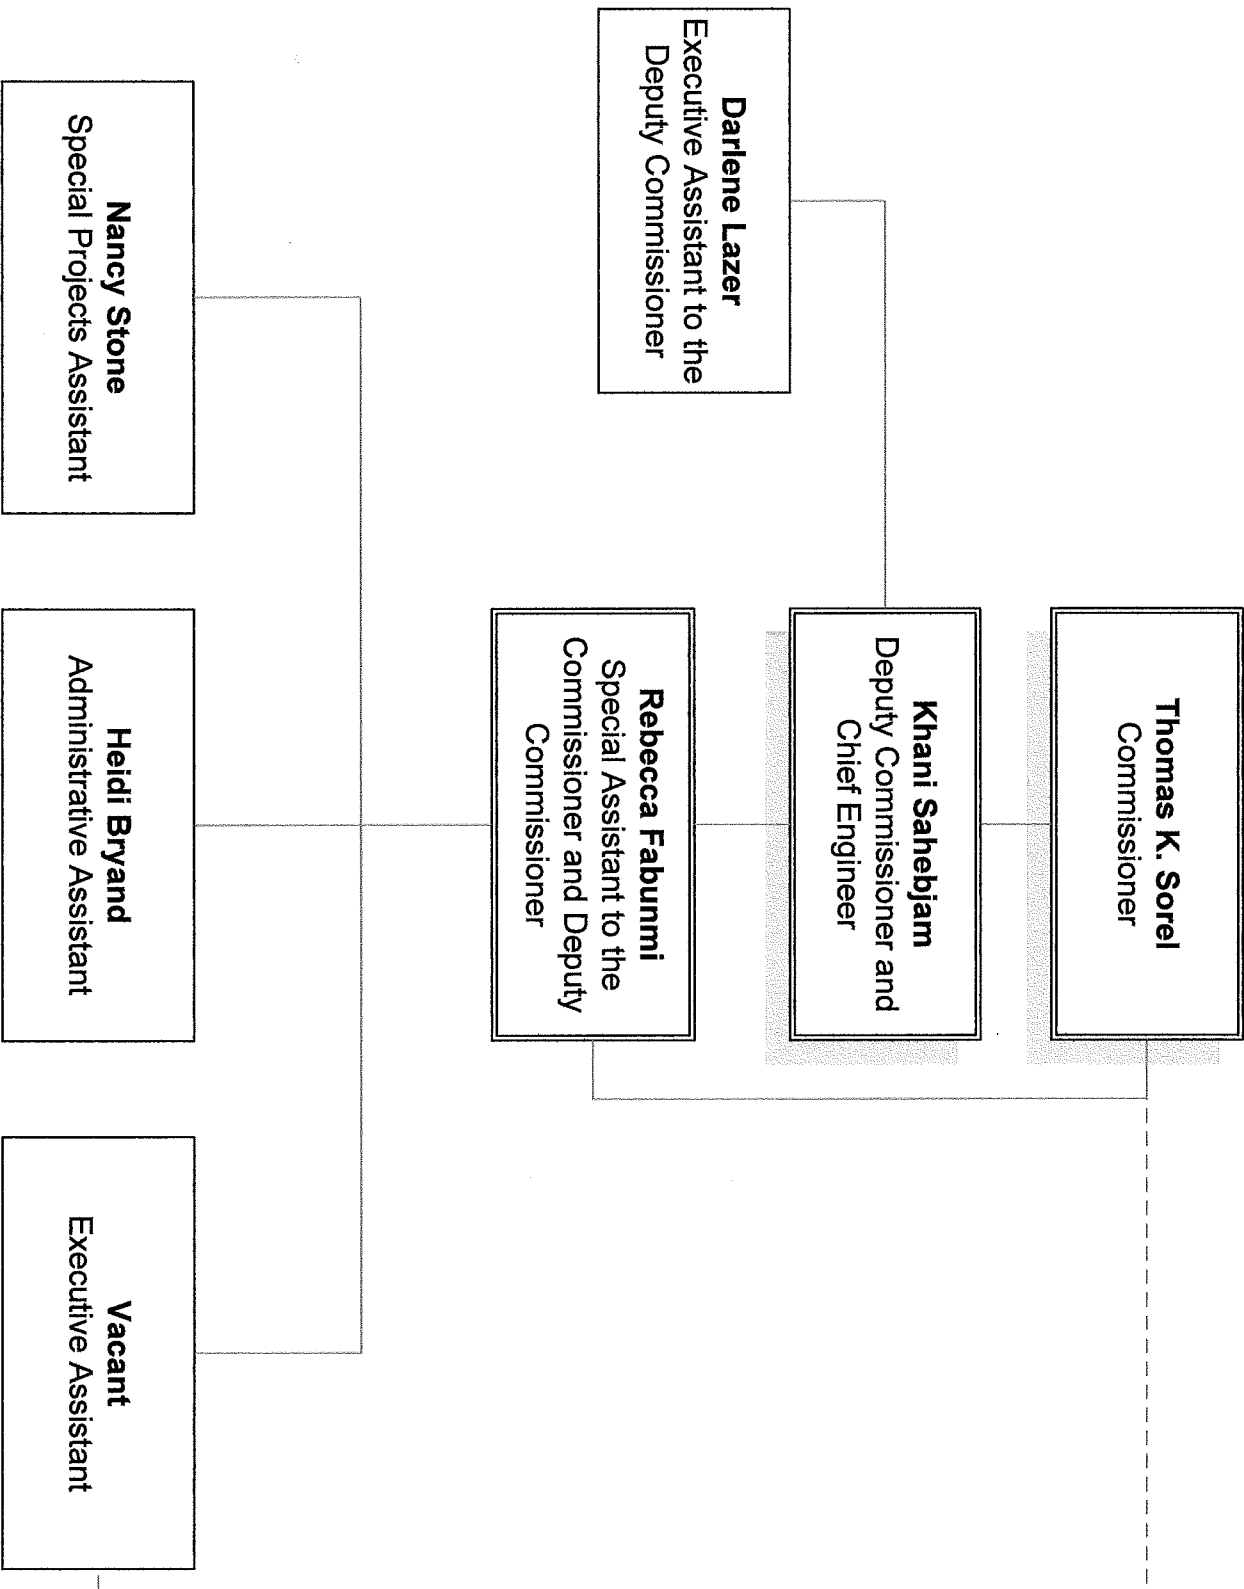 Thomas K. Sorel
Commissioner
Khani Sahebjam
Deputy Commissioner and
Chief Engineer
Darlene Lazer
Executive Assistant to the
Deputy Commissioner
Rebecca Fabunmi
Special Assistant to the
Commissioner and Deputy
Commissioner
Nancy Stone
Special Projects Assistant
Heidi Bryand
Administrative Assistant
Vacant
Executive Assistant